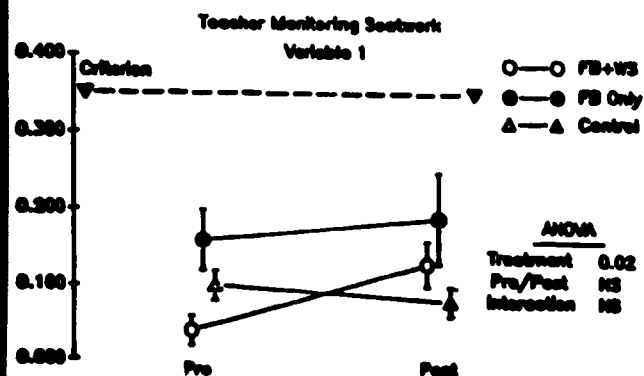 Teacher Monitoring Seatwork
Variable 1
0.400
Criterion
0.300
0.200
0.100
0.000
Pre
Post
FB+WS
FB Only
Control
ANOVA
Treatment 0.02
Pre/Post NS
Interaction NS